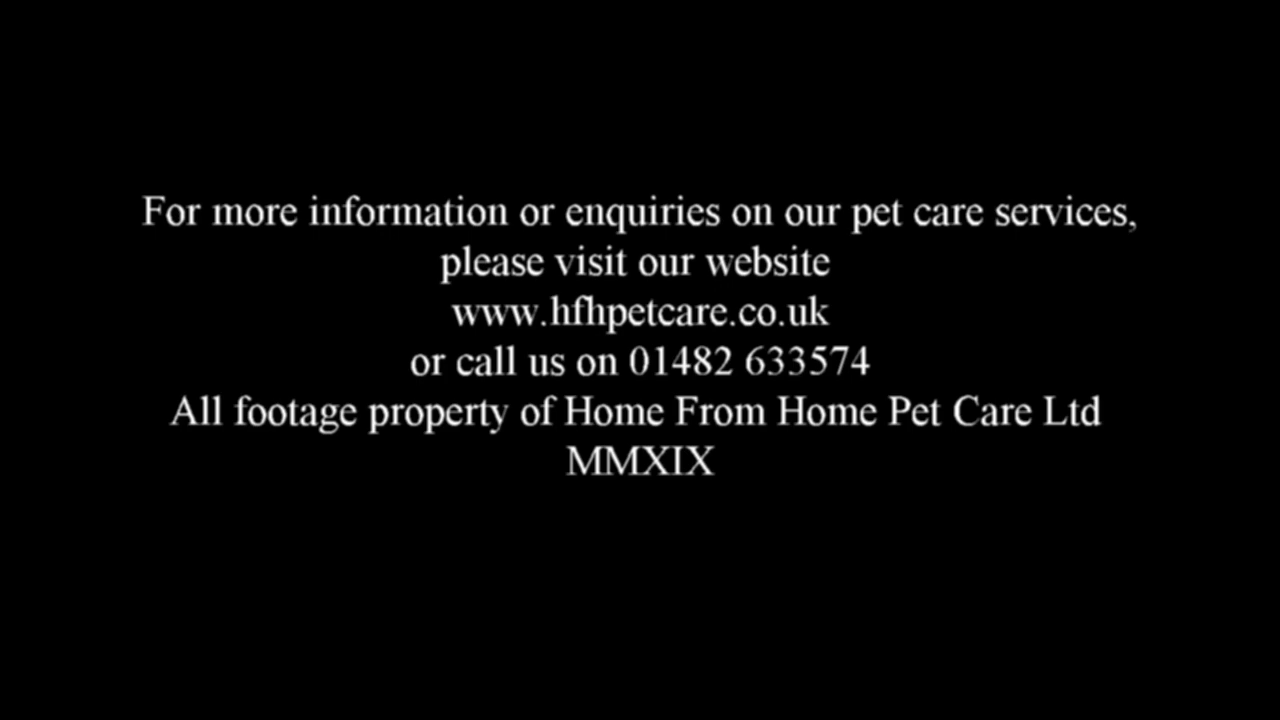 For more information or enquiries on our pet care services,
please visit our website
www.hfhpetcare.co.uk
or call us on 01482 633574
All footage property of Home From Home Pet Care Ltd
MMXIX